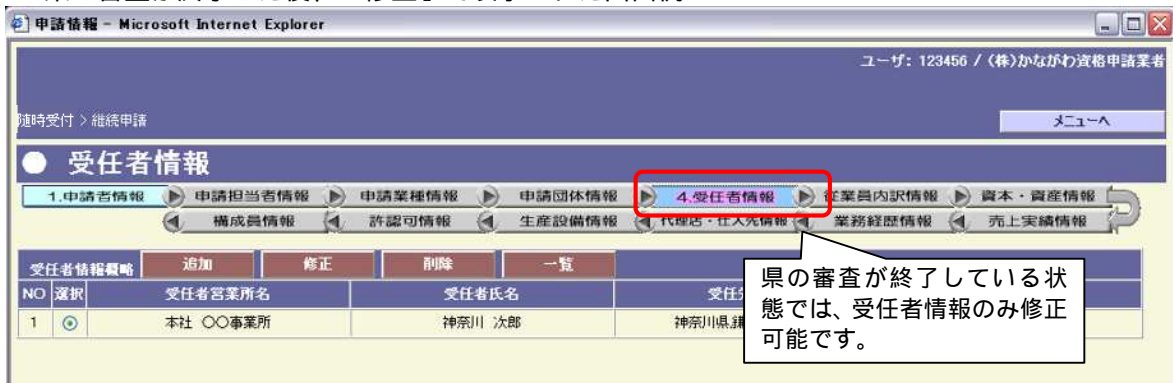 申請情報 - Microsoft Internet Explorer
ユーザ: 123456 / (株)かながわ資格申請業者
随時受付 > 継続申請
メニューへ
● 受任者情報
1.申請者情報 申請担当者情報 申請業種情報 申請団体情報 4.受任者情報 従業員内訳情報 資本・資産情報
構成員情報 許認可情報 生産設備情報 代理店・仕入先情報 業務経歴情報 売上実績情報
受任者情報概略 追加 修正 削除 一覧
NO 選択 受任者営業所名 受任者氏名
1 本社 ○○事業所 神奈川 次郎 神奈川県鎌
県の審査が終了している状
態では、受任者情報のみ修正
可能です。